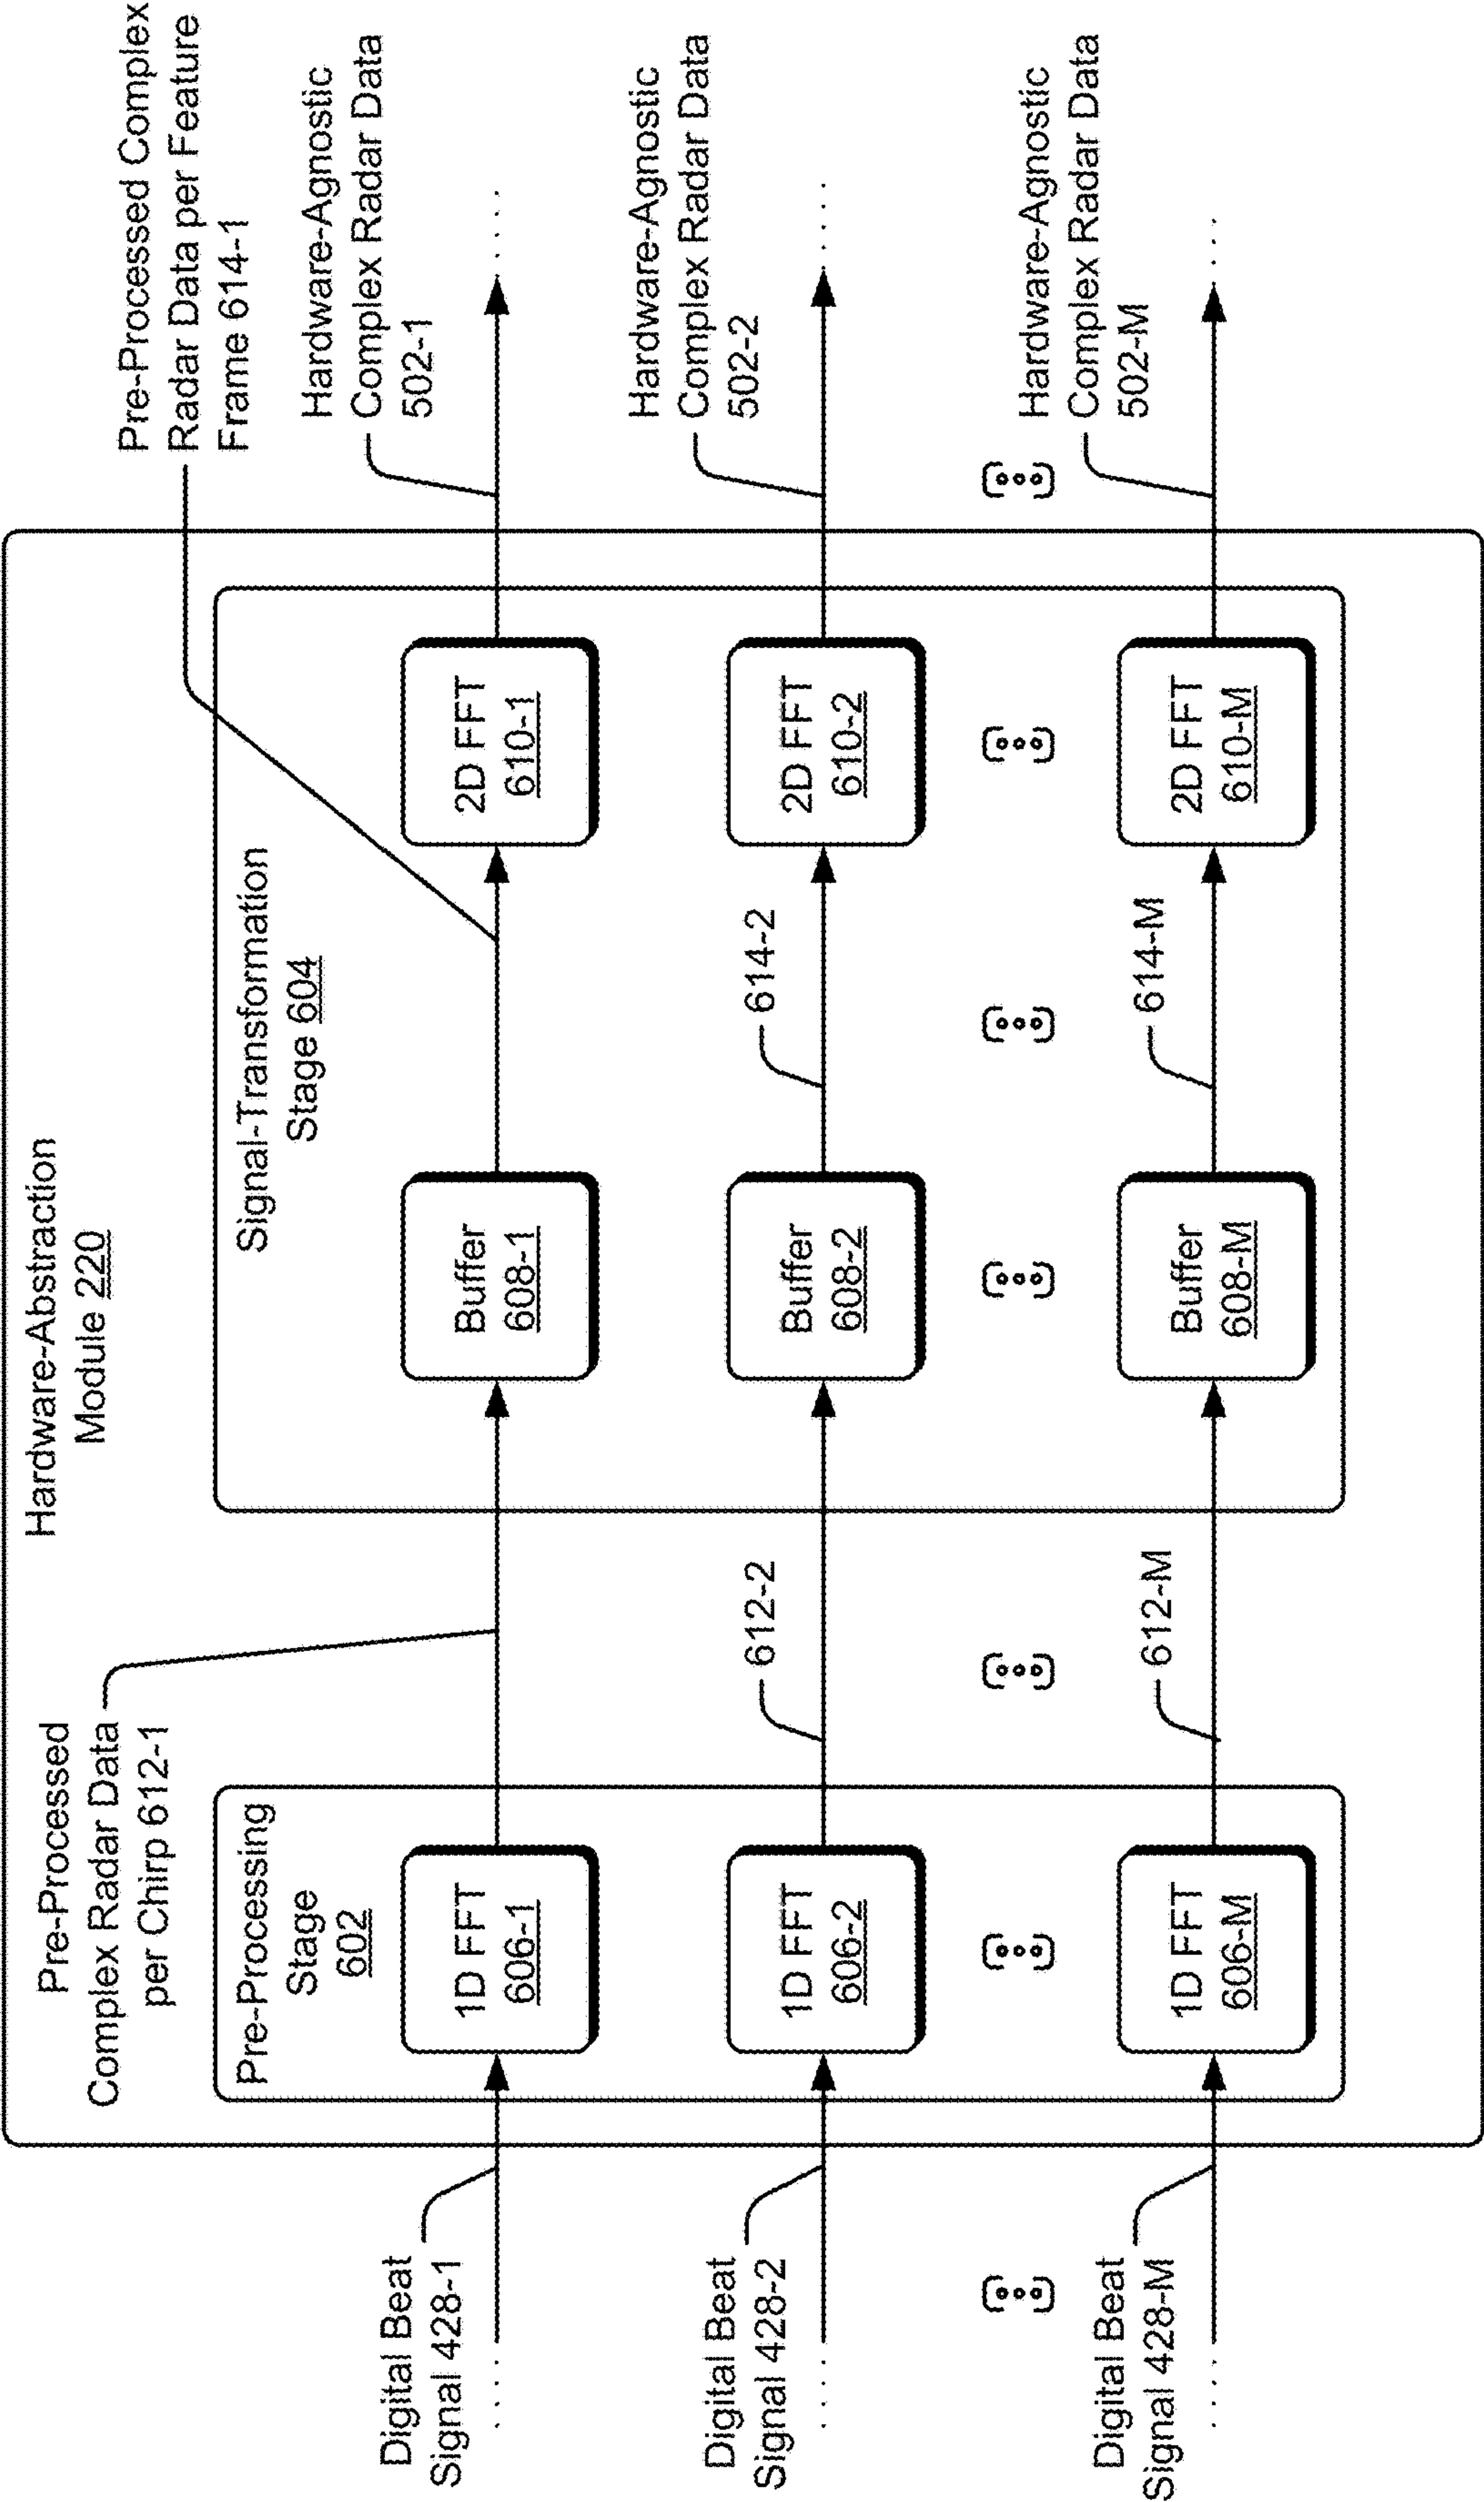 Hardware-Abstraction
Module 220
Pre-Processed
Complex Radar Data
per Chirp 612-1
Pre-Processed Complex
Radar Data per Feature
Frame 614-1
Pre-Processing
Stage
602
Signal-Transformation
Stage 604
Digital Beat
Signal 428-1
1D FFT
606-1
Buffer
608-1
2D FFT
610-1
Hardware-Agnostic
Complex Radar Data
502-1
Digital Beat
Signal 428-2
1D FFT
606-2
612-2
Buffer
608-2
614-2
2D FFT
610-2
Hardware-Agnostic
Complex Radar Data
502-2
Digital Beat
Signal 428-M
1D FFT
606-M
612-M
Buffer
608-M
614-M
2D FFT
610-M
Hardware-Agnostic
Complex Radar Data
502-M